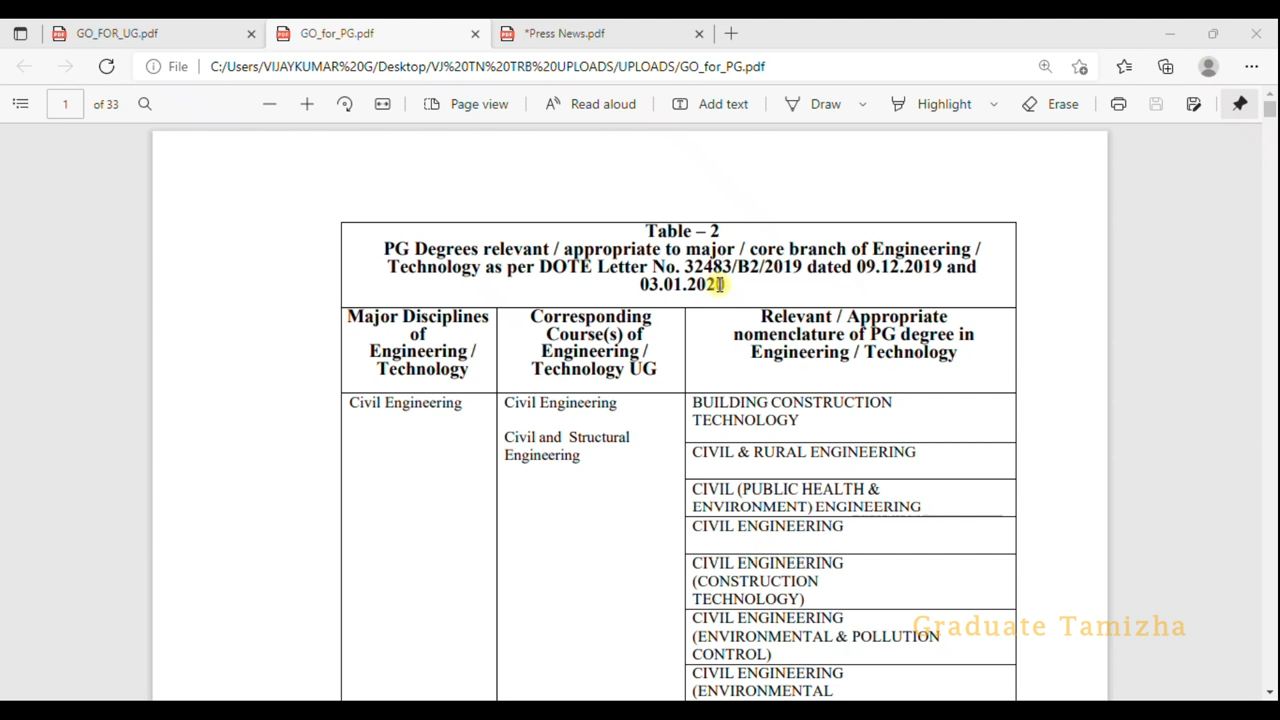 GO_FOR_UG.pdf
GO_for_PG.pdf
*Press News.pdf
File
C:/Users/VIJAYKUMAR%20G/Desktop/VJ%20TN%20TRB%20UPLOADS/UPLOADS/GO_for_PG.pdf
1 of 33
Page view
Read aloud
Add text
Draw
Highlight
Erase
Table – 2
PG Degrees relevant / appropriate to major / core branch of Engineering /
Technology as per DOTE Letter No. 32483/B2/2019 dated 09.12.2019 and
03.01.2020
Major Disciplines
of
Engineering /
Technology
Corresponding
Course(s) of
Engineering /
Technology UG
Relevant / Appropriate
nomenclature of PG degree in
Engineering / Technology
Civil Engineering
Civil Engineering
Civil and Structural
Engineering
BUILDING CONSTRUCTION
TECHNOLOGY
CIVIL & RURAL ENGINEERING
CIVIL (PUBLIC HEALTH &
ENVIRONMENT) ENGINEERING
CIVIL ENGINEERING
CIVIL ENGINEERING
(CONSTRUCTION
TECHNOLOGY)
CIVIL ENGINEERING
(ENVIRONMENTAL & POLLUTION
CONTROL)
CIVIL ENGINEERING
(ENVIRONMENTAL
Graduate Tamizha